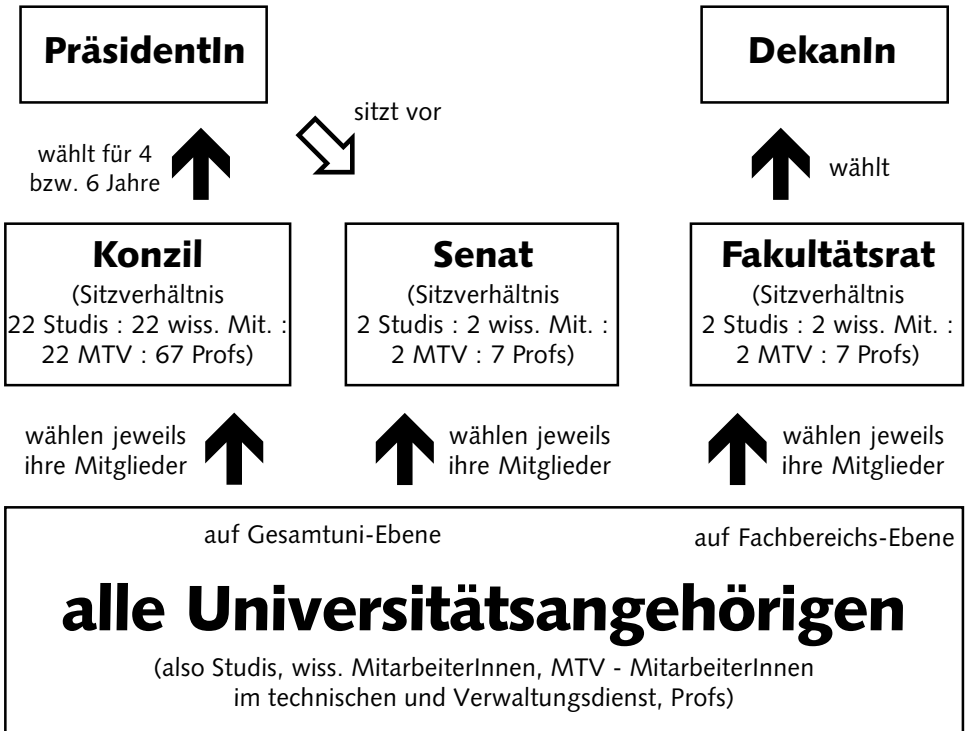 PräsidentIn
DekanIn
sitzt vor
wählt für 4
bzw. 6 Jahre
wählt
Konzil
(Sitzverhältnis
22 Studis : 22 wiss. Mit. :
22 MTV : 67 Profs)
Senat
(Sitzverhältnis
2 Studis : 2 wiss. Mit. :
2 MTV : 7 Profs)
Fakultätsrat
(Sitzverhältnis
2 Studis : 2 wiss. Mit. :
2 MTV : 7 Profs)
wählen jeweils
ihre Mitglieder
wählen jeweils
ihre Mitglieder
wählen jeweils
ihre Mitglieder
auf Gesamtuni-Ebene
auf Fachbereichs-Ebene
alle Universitätsangehörigen
(also Studis, wiss. MitarbeiterInnen, MTV - MitarbeiterInnen
im technischen und Verwaltungsdienst, Profs)